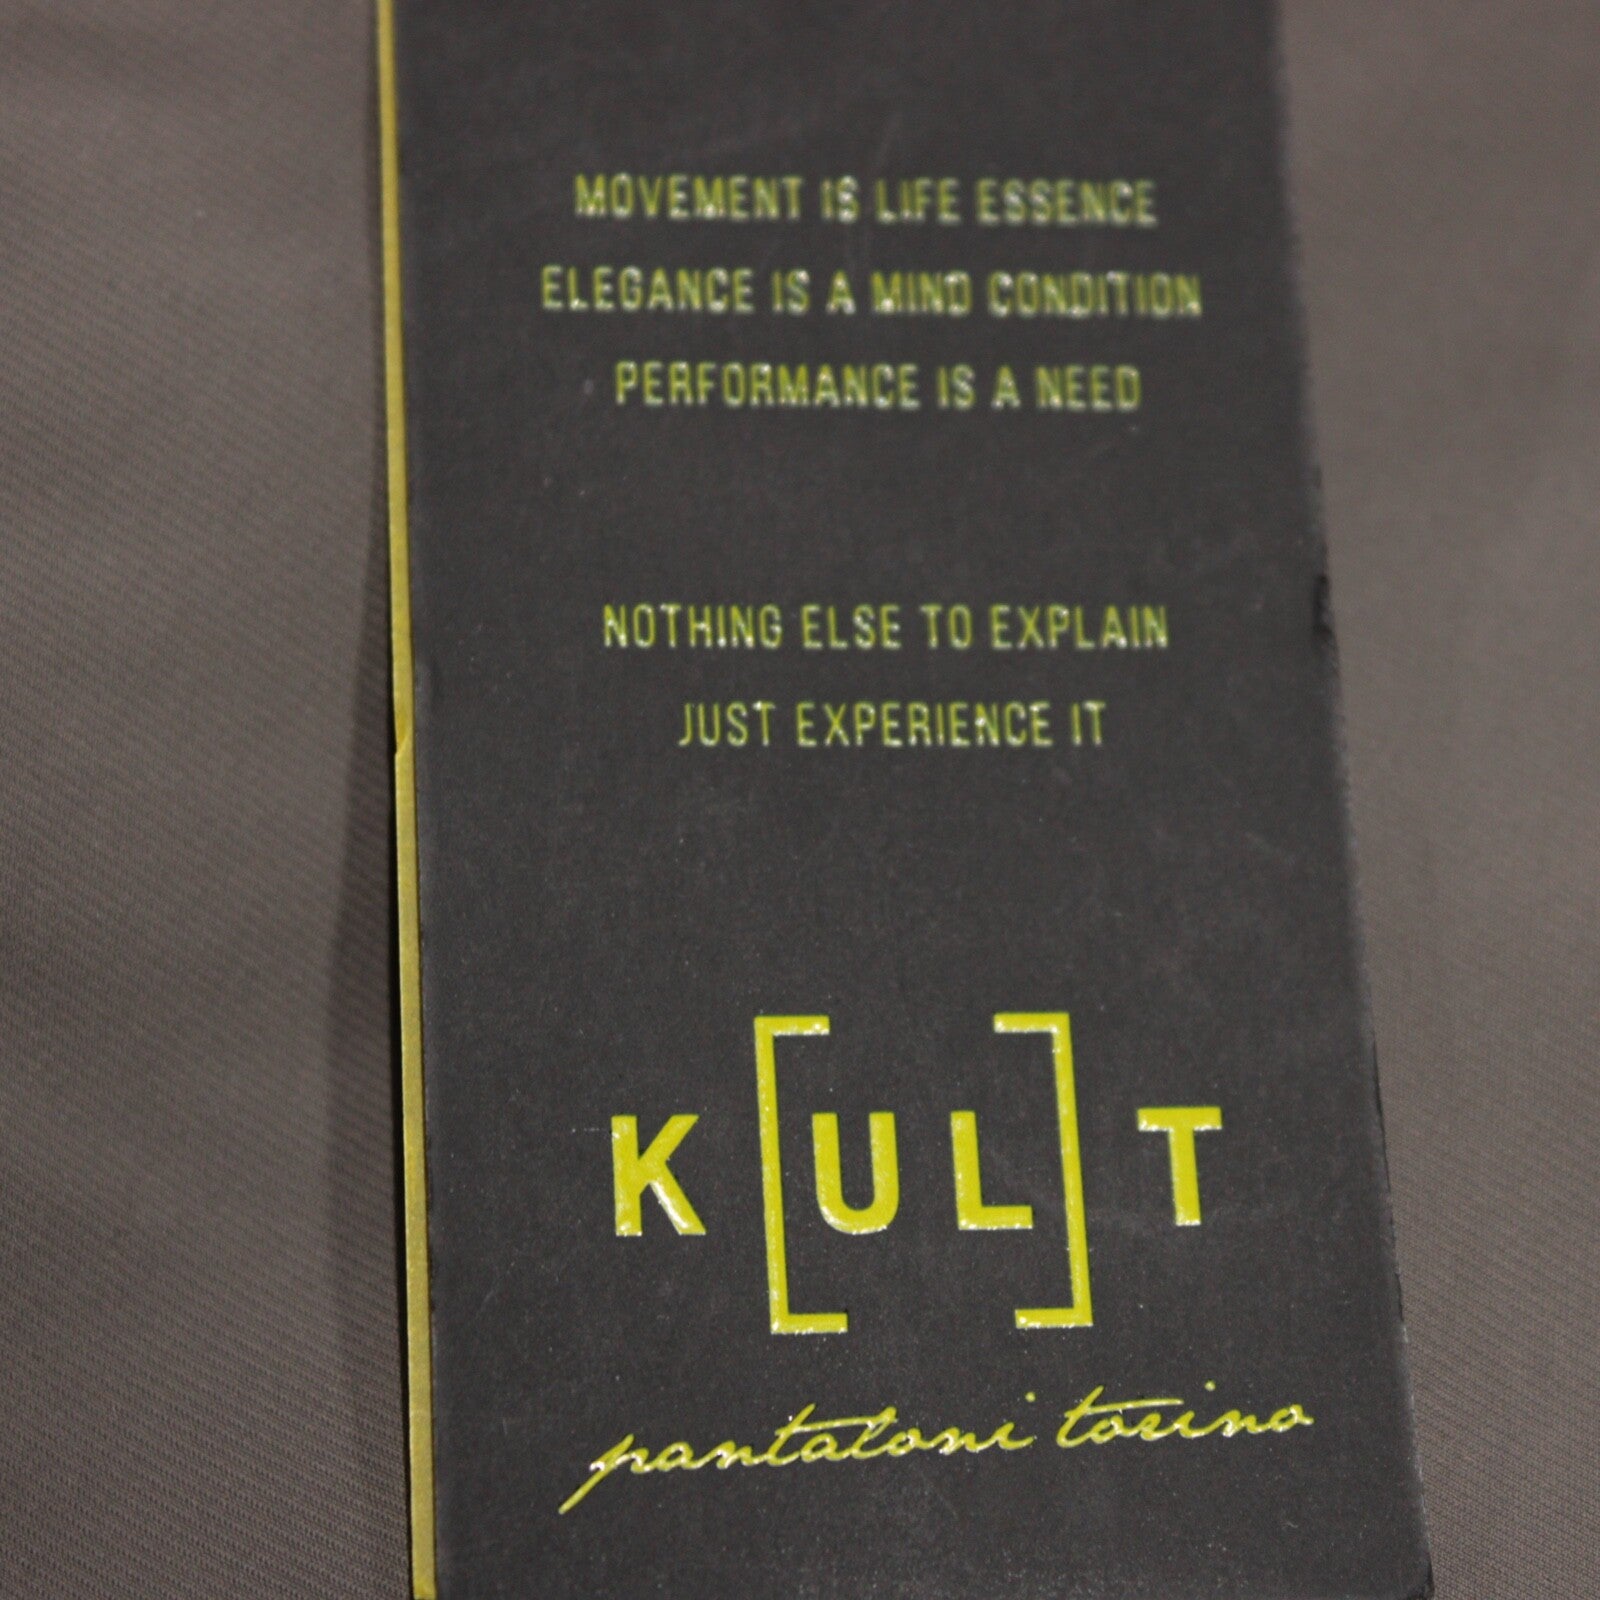 MOVEMENT IS LIFE ESSENCE
ELEGANCE IS A MIND CONDITION
PERFORMANCE IS A NEED
NOTHING ELSE TO EXPLAIN
JUST EXPERIENCE IT
K[UL]T
pantaloni torino